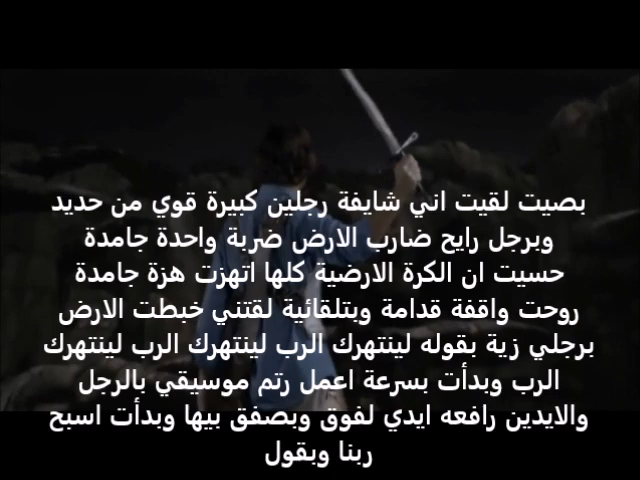 بصيت لقيت اني شايفة رجلين كبيرة قوي من حديد
وبرجل رايح ضارب الارض ضربة واحدة جامدة
حسيت ان الكرة الارضية كلها اتهزت هزة جامدة
روحت واقفة قدامة وبتلقائية لقتني خبطت الارض
برجلي زية بقوله لينتهرك الرب لينتهرك الرب لينتهرك
الرب وبدأت بسرعة اعمل رتم موسيقي بالرجل
والايدين رافعه ايدي لفوق وبصفق بيها وبدأت اسبح
ربنا وبقول